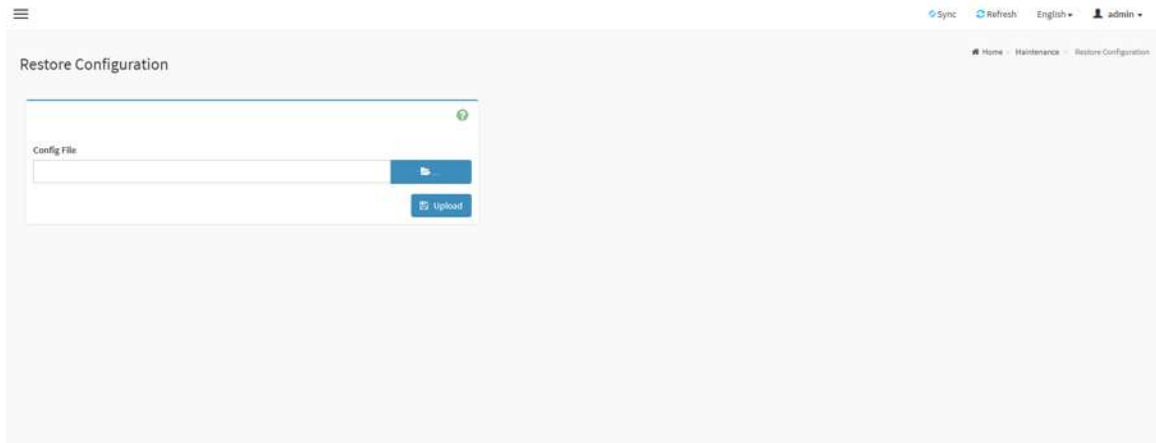 Sync Refresh English admin
Home Maintenance Restore Configuration
Restore Configuration
Config File
...
Upload